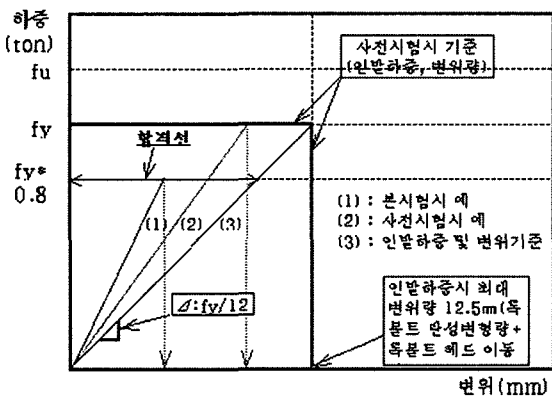 하중
(ton)
fu
fy
fy*
0.8
사전시험시 기준
(인발하중, 변위량)
합격선
(1)
(2)
(3)
(1) : 본시험시 예
(2) : 사전시험시 예
(3) : 인발하중 및 변위기준
⊿:fy/12
인발하중시 최대
변위량 12.5m(록
볼트 탄성변형량+
록볼트 헤드 이동
변위(mm)